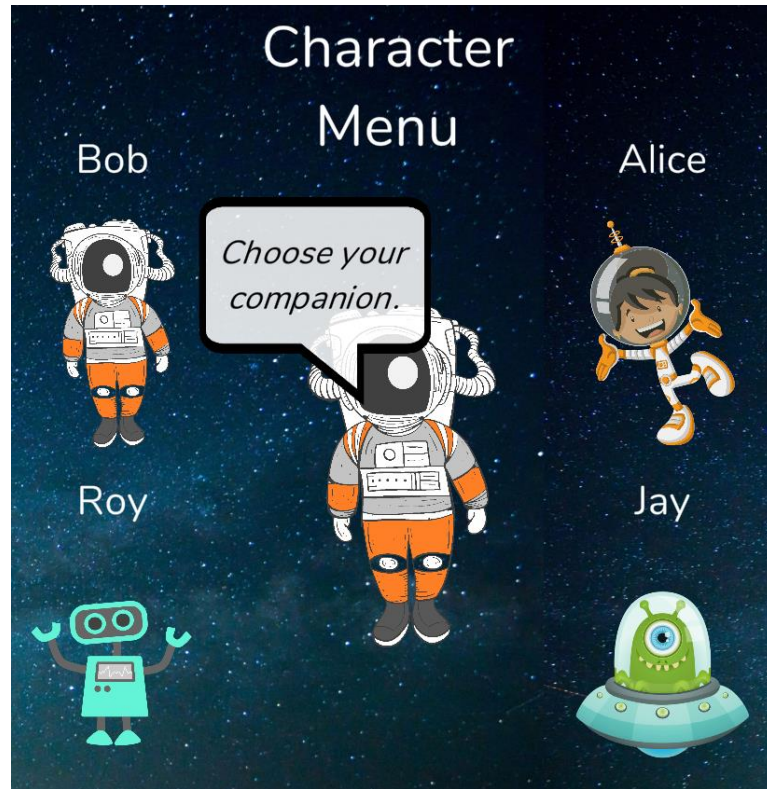 Character
Menu
Bob
Alice
Choose your
companion.
Roy
Jay